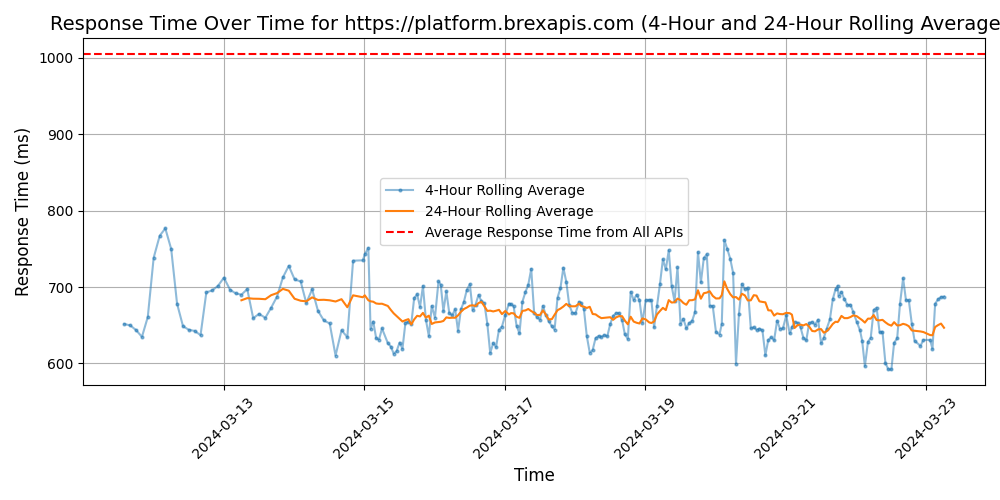 Response Time Over Time for https://platform.brexapis.com (4-Hour and 24-Hour Rolling Average
Response Time (ms)
1000
900
800
700
600
4-Hour Rolling Average
24-Hour Rolling Average
Average Response Time from All APIs
2024-03-13
2024-03-15
2024-03-17
2024-03-19
2024-03-21
2024-03-23
Time